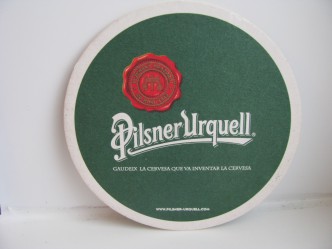 Pilsner Urquell
GAUDEIX LA CERVESA QUE VA INVENTAR LA CERVESA
WWW.PILSNER-URQUELL.COM